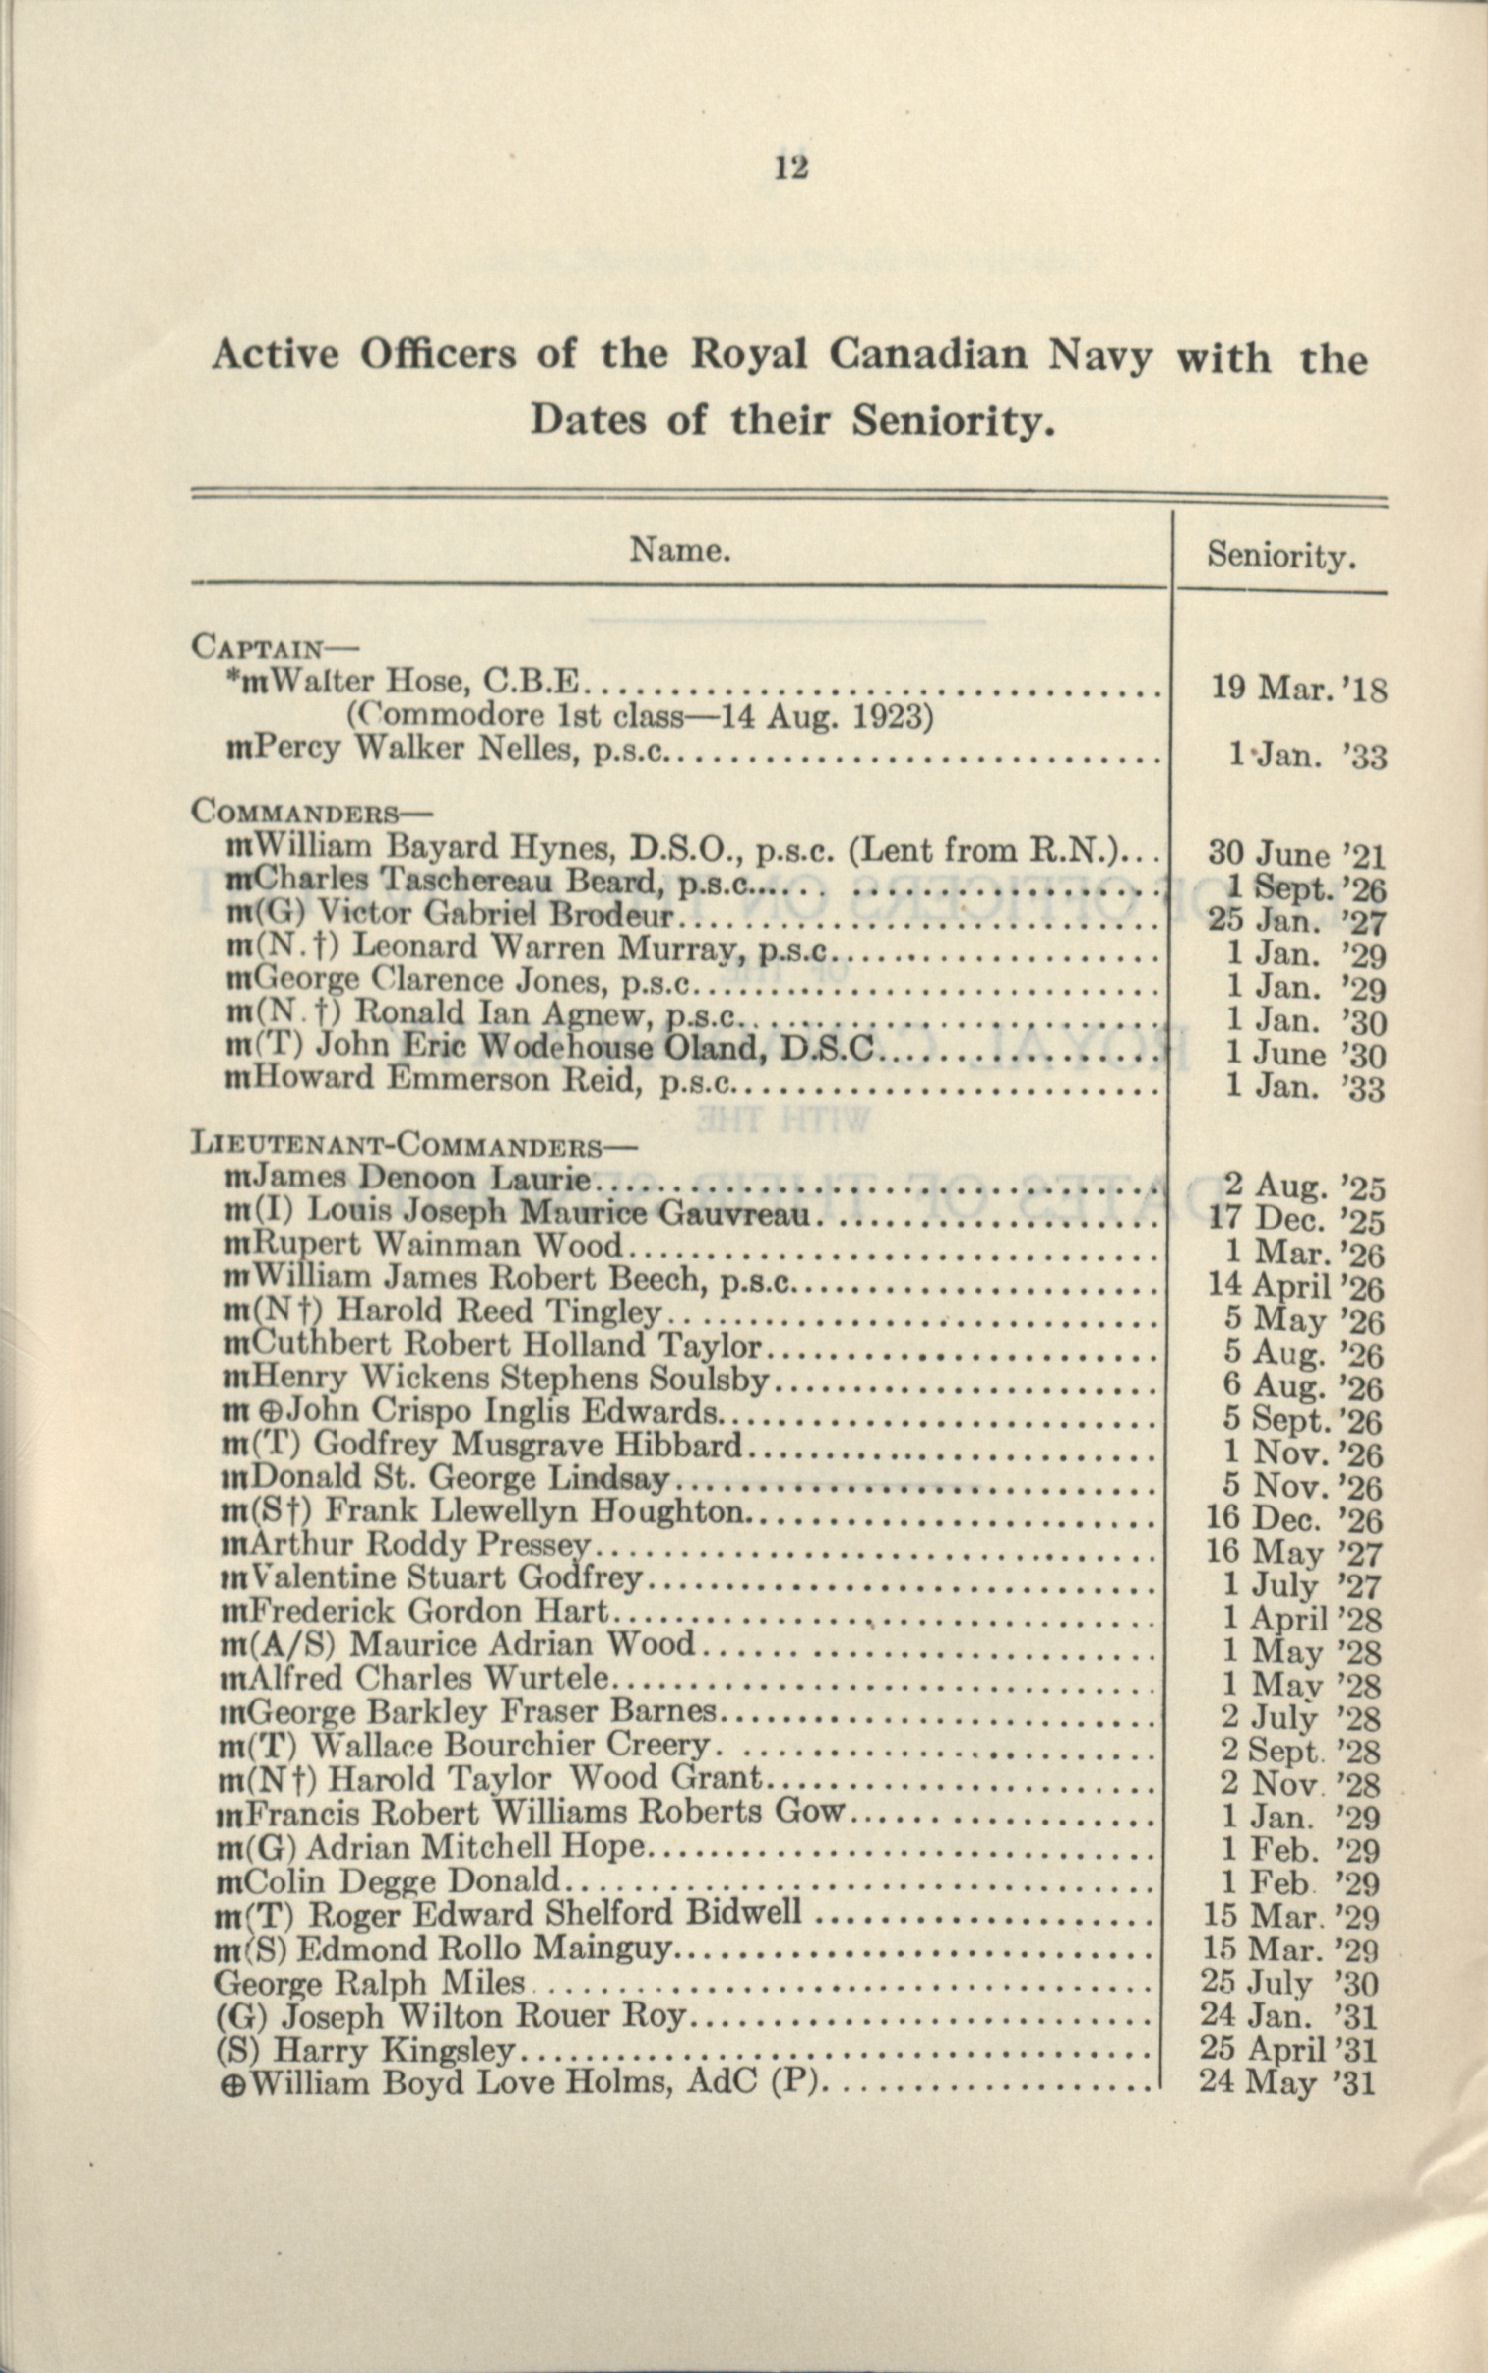 12
Active Officers of the Royal Canadian Navy with the
Dates of their Seniority.
Name. Seniority.
CAPTAIN—
*mWalter Hose, C.B.E. 19 Mar. '18
(Commodore 1st class—14 Aug. 1923)
mPercy Walker Nelles, p.s.c. 1 Jan. '33
COMMANDERS—
mWilliam Bayard Hynes, D.S.O., p.s.c. (Lent from R.N.) 30 June '21
mCharles Taschereau Beard, p.s.c. 1 Sept. '26
m(G) Victor Gabriel Brodeur 25 Jan. '27
m(N.†) Leonard Warren Murray, p.s.c. 1 Jan. '29
mGeorge Clarence Jones, p.s.c. 1 Jan. '29
m(N.†) Ronald Ian Agnew, p.s.c. 1 Jan. '30
m(T) John Eric Wodehouse Oland, D.S.C. 1 June '30
mHoward Emmerson Reid, p.s.c. 1 Jan. '33
LIEUTENANT-COMMANDERS—
mJames Denoon Laurie 2 Aug. '25
m(I) Louis Joseph Maurice Gauvreau 17 Dec. '25
mRupert Wainman Wood 1 Mar. '26
mWilliam James Robert Beech, p.s.c. 14 April '26
m(N†) Harold Reed Tingley 5 May '26
mCuthbert Robert Holland Taylor 5 Aug. '26
mHenry Wickens Stephens Soulsby 6 Aug. '26
m ⊕John Crispo Inglis Edwards 5 Sept. '26
m(T) Godfrey Musgrave Hibbard 1 Nov. '26
mDonald St. George Lindsay 5 Nov. '26
m(S†) Frank Llewellyn Houghton 16 Dec. '26
mArthur Roddy Pressey 16 May '27
mValentine Stuart Godfrey 1 July '27
mFrederick Gordon Hart 1 April '28
m(A/S) Maurice Adrian Wood 1 May '28
mAlfred Charles Wurtele 1 May '28
mGeorge Barkley Fraser Barnes 2 July '28
m(T) Wallace Bourchier Creery 2 Sept. '28
m(N†) Harold Taylor Wood Grant 2 Nov. '28
mFrancis Robert Williams Roberts Gow 1 Jan. '29
m(G) Adrian Mitchell Hope 1 Feb. '29
mColin Degge Donald 1 Feb. '29
m(T) Roger Edward Shelford Bidwell 15 Mar. '29
m(S) Edmond Rollo Mainguy 15 Mar. '29
George Ralph Miles 25 July '30
(G) Joseph Wilton Rouer Roy 24 Jan. '31
(S) Harry Kingsley 25 April '31
⊕William Boyd Love Holms, AdC (P) 24 May '31